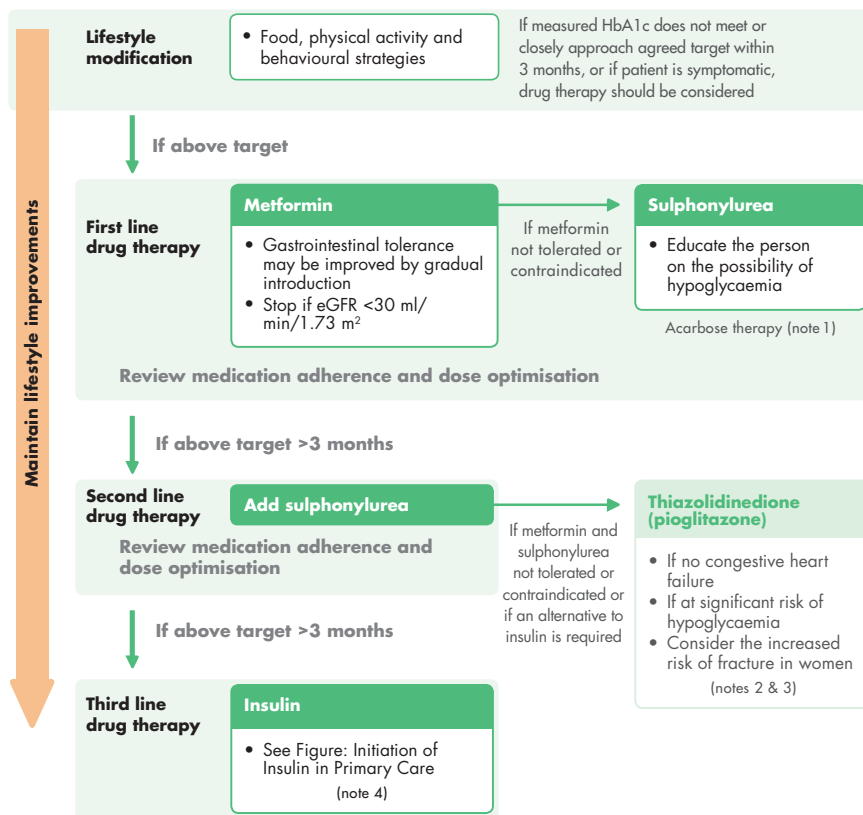 Lifestyle
modification
• Food, physical activity and
behavioural strategies
If measured HbA1c does not meet or
closely approach agreed target within
3 months, or if patient is symptomatic,
drug therapy should be considered
Maintain lifestyle improvements
If above target
First line
drug therapy
Metformin
• Gastrointestinal tolerance
may be improved by gradual
introduction
• Stop if eGFR <30 ml/
min/1.73 m²
If metformin
not tolerated or
contraindicated
Sulphonylurea
• Educate the person
on the possibility of
hypoglycaemia
Acarbose therapy (note 1)
Review medication adherence and dose optimisation
If above target >3 months
Second line
drug therapy
Add sulphonylurea
Review medication adherence and
dose optimisation
If metformin and
sulphonylurea
not tolerated or
contraindicated or
if an alternative to
insulin is required
Thiazolidinedione
(pioglitazone)
• If no congestive heart
failure
• If at significant risk of
hypoglycaemia
• Consider the increased
risk of fracture in women
(notes 2 & 3)
If above target >3 months
Third line
drug therapy
Insulin
• See Figure: Initiation of
Insulin in Primary Care
(note 4)